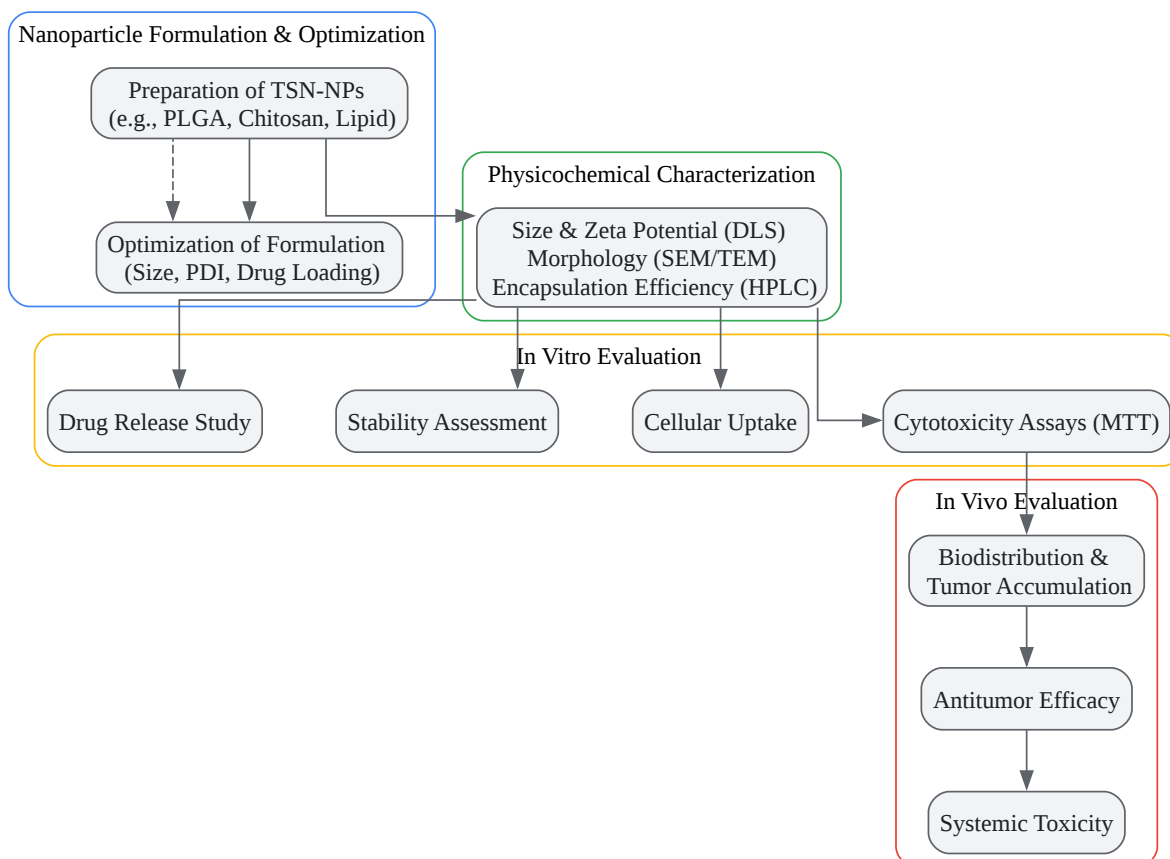 Nanoparticle Formulation & Optimization
Preparation of TSN-NPs
(e.g., PLGA, Chitosan, Lipid)
Optimization of Formulation
(Size, PDI, Drug Loading)
Physicochemical Characterization
Size & Zeta Potential (DLS)
Morphology (SEM/TEM)
Encapsulation Efficiency (HPLC)
In Vitro Evaluation
Drug Release Study
Stability Assessment
Cellular Uptake
Cytotoxicity Assays (MTT)
In Vivo Evaluation
Biodistribution &
Tumor Accumulation
Antitumor Efficacy
Systemic Toxicity